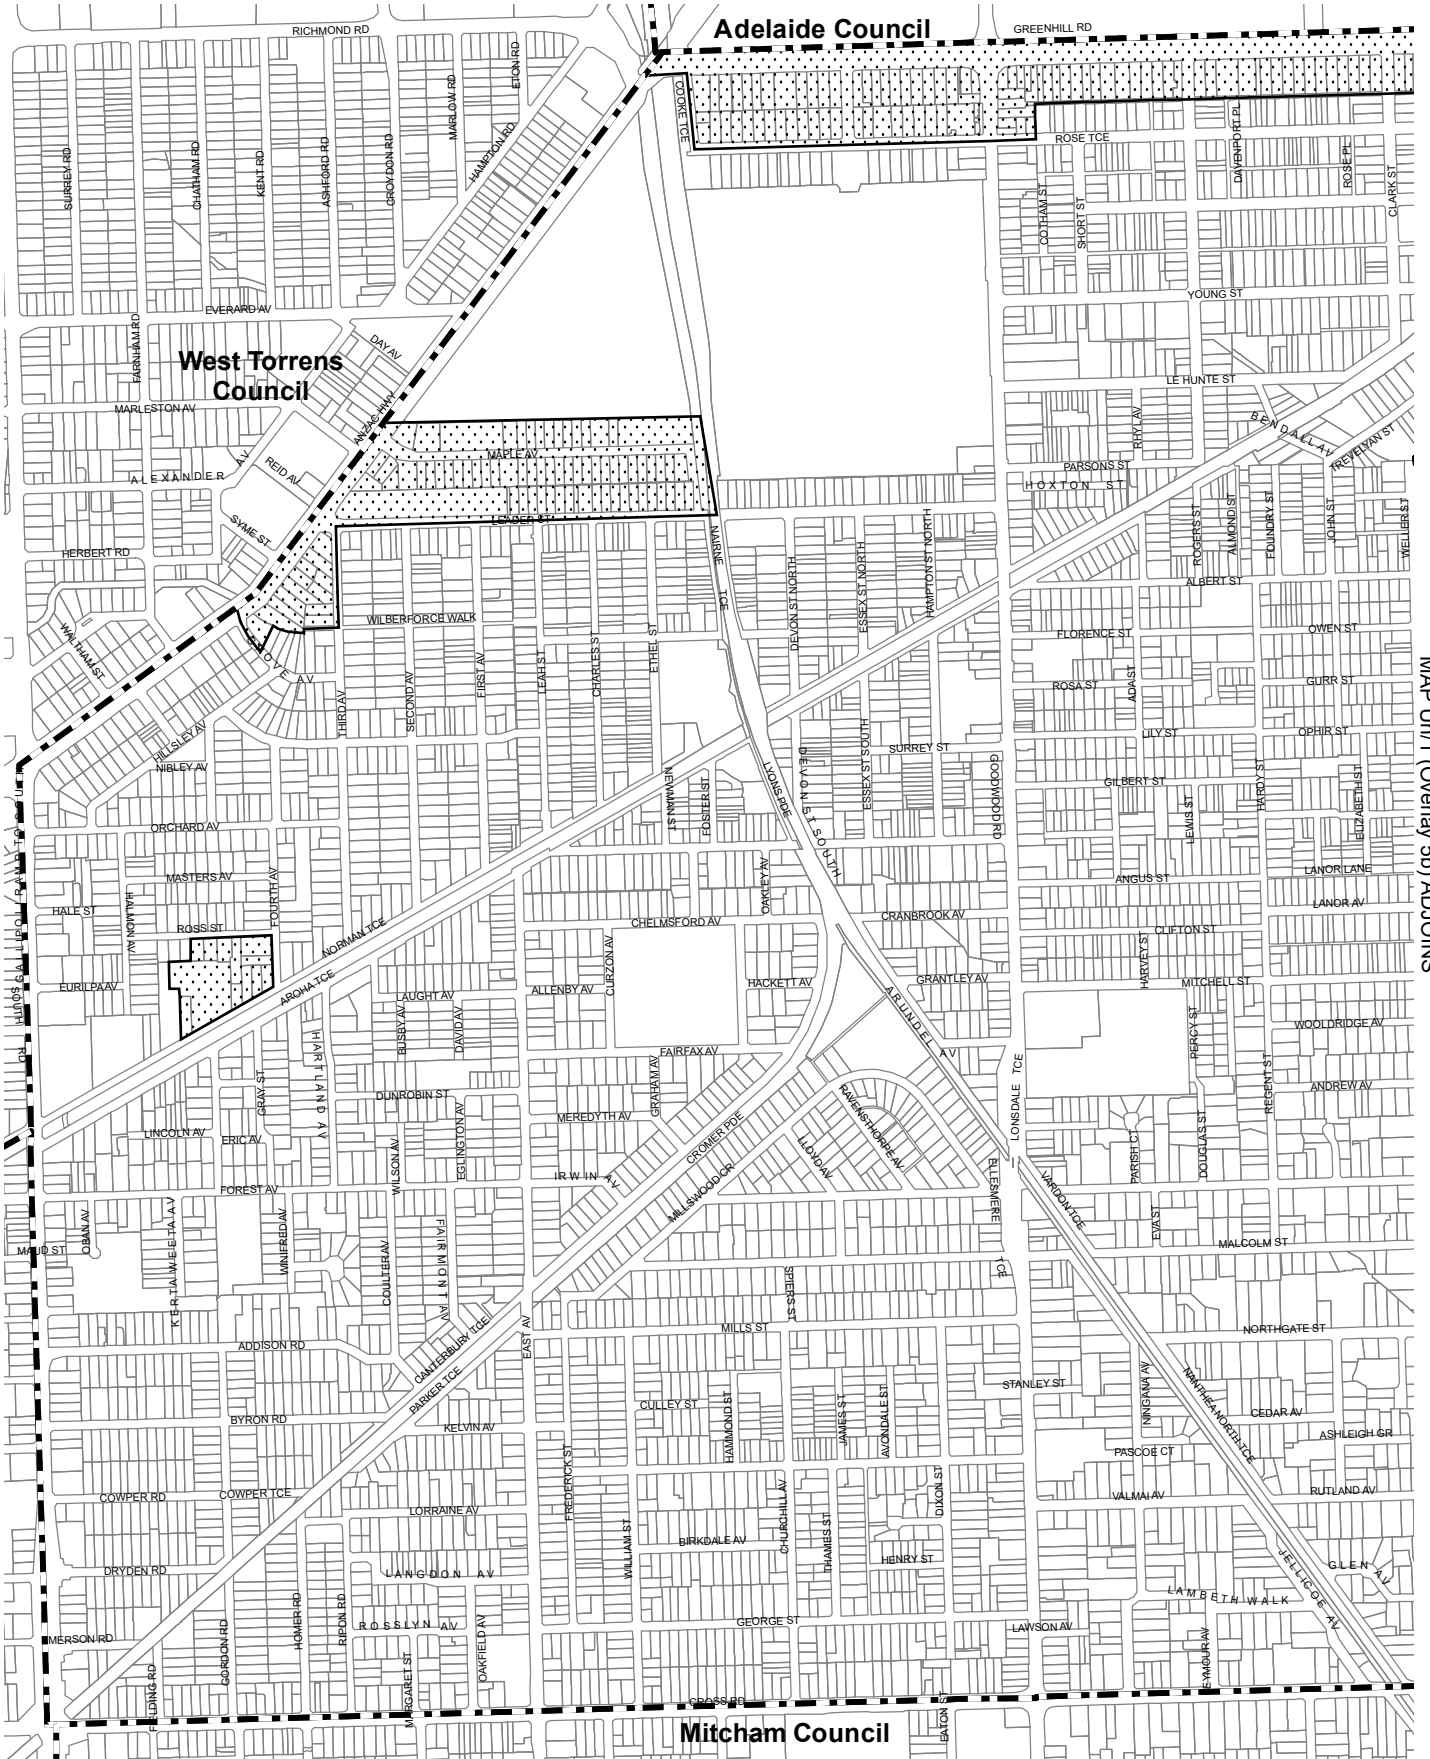 Adelaide Council
GREENHILL RD
RICHMOND RD
ETON RD
MARLOW RD
HAMPTON RD
COOKE TCE
ROSE TCE
DAVENPORT PL
ROSE PL
CLARK ST
SURREY RD
CHATHAM RD
KENT RD
ASHFORD RD
CROYDON RD
COTHAM ST
SHORT ST
YOUNG ST
EVERARD AV
FARNHAM RD
DAY AV
West Torrens
Council
ANZAC HWY
MARLESTON AV
LE HUNTE ST
RHYL AV
BENDALL AV
TREVELYAN ST
MAPLE AV
ALEXANDER AV
REID AV
PARSONS ST
HOXTON ST
SYME ST
LEADER ST
HERBERT RD
NAIRNE TCE
DEVON ST NORTH
ESSEX ST NORTH
HAMPTON ST NORTH
ROGERS ST
ALMOND ST
FOUNDRY ST
JOHN ST
WELLER ST
ALBERT ST
WALTHAM ST
WILBERFORCE WALK
FLORENCE ST
OWEN ST
THIRD AV
SECOND AV
FIRST AV
LEAH ST
CHARLES ST
ETHEL ST
ROSA ST
ADA ST
GURR ST
HILLSLEY AV
NIBLEY AV
LILY ST
OPHIR ST
SURREY ST
GILBERT ST
NEWMAN ST
FOSTER ST
LYONS PDE
DEVON ST SOUTH
ESSEX ST SOUTH
GOODWOOD RD
LEWIS ST
HARDY ST
ELIZABETH ST
MAP Un/1 (Overlay 5b) ADJOINS
ORCHARD AV
MASTERS AV
FOURTH AV
OAKLEY AV
ANGUS ST
LANOR LANE
LANOR AV
HALE ST
HALMON AV
ROSS ST
NORMAN TCE
CHELMSFORD AV
CRANBROOK AV
CLIFTON ST
HARVEY ST
EURILPA AV
AROHA TCE
LAUGHT AV
ALLENBY AV
CURZON AV
HACKETT AV
GRANTLEY AV
MITCHELL ST
SOUTH RD
HARTLAND AV
BUSBY AV
DAVID AV
FAIRFAX AV
ARUNDEL AV
PERCY ST
WOOLDRIDGE AV
GRAY ST
DUNROBIN ST
GRAHAM AV
RAVENSTHORPE AV
LONSDALE TCE
REGENT ST
ANDREW AV
LINCOLN AV
ERIC AV
EGLINGTON AV
MEREDYTH AV
CROMER PDE
LLOYD AV
PARISH CT
DOUGLAS ST
FOREST AV
WILSON AV
IRWIN AV
MILLSWOOD CR
ELLESMERE TCE
VARDON TCE
EVA ST
MAUD ST
OBAN AV
KERTA WEETA AV
WINIFRED AV
COULTER AV
FAIRMONT AV
SPIERS ST
MALCOLM ST
ADDISON RD
CANTERBURY TCE
PARKER TCE
EAST AV
MILLS ST
NORTHGATE ST
STANLEY ST
NINGANA AV
NANTHEA NORTH TCE
BYRON RD
KELVIN AV
CULLEY ST
HAMMOND ST
JAMES ST
AVONDALE ST
CEDAR AV
ASHLEIGH GR
PASCOE CT
COWPER RD
COWPER TCE
LORRAINE AV
FREDERICK ST
WILLIAM ST
CHURCHILL AV
THAMES ST
DIXON ST
VALMAI AV
RUTLAND AV
BIRKDALE AV
HENRY ST
DRYDEN RD
LANGDON AV
JELLICOE AV
GLEN AV
LAMBETH WALK
MERSON RD
GORDON RD
HOMER RD
RIPON RD
ROSSLYN AV
OAKFIELD AV
GEORGE ST
LAWSON AV
EYMOUR AV
FIELDING RD
MARGARET ST
CROSS RD
EATON ST
Mitcham Council